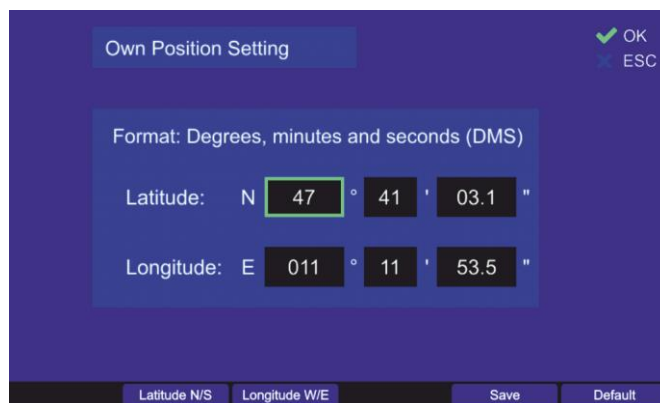 Own Position Setting
OK
ESC
Format: Degrees, minutes and seconds (DMS)
Latitude: N 47 ° 41 ' 03.1 "
Longitude: E 011 ° 11 ' 53.5 "
Latitude N/S Longitude W/E Save Default